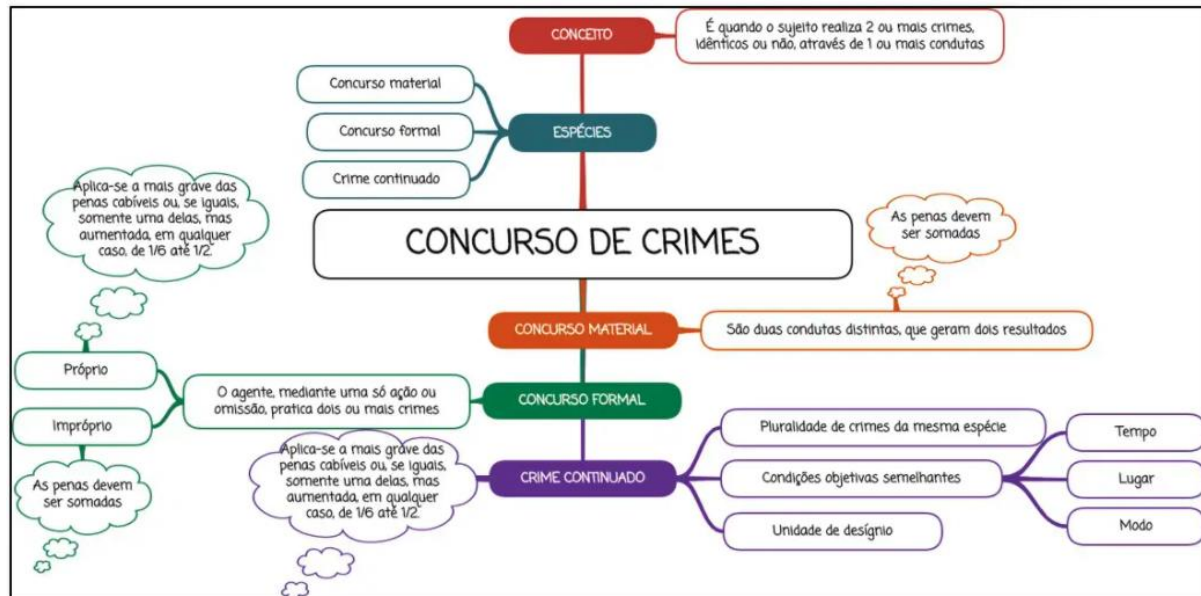 CONCEITO
É quando o sujeito realiza 2 ou mais crimes,
idênticos ou não, através de 1 ou mais condutas
Concurso material
Concurso formal
Crime continuado
ESPÉCIES
Aplica-se a mais grave das
penas cabíveis ou, se iguais,
somente uma delas, mas
aumentada, em qualquer
caso, de 1/6 até 1/2.
CONCURSO DE CRIMES
As penas devem
ser somadas
CONCURSO MATERIAL
São duas condutas distintas, que geram dois resultados
Próprio
Impróprio
O agente, mediante uma só ação ou
omissão, pratica dois ou mais crimes
CONCURSO FORMAL
As penas devem
ser somadas
Aplica-se a mais grave das
penas cabíveis ou, se iguais,
somente uma delas, mas
aumentada, em qualquer
caso, de 1/6 até 1/2.
CRIME CONTINUADO
Pluralidade de crimes da mesma espécie
Condições objetivas semelhantes
Unidade de desígnio
Tempo
Lugar
Modo